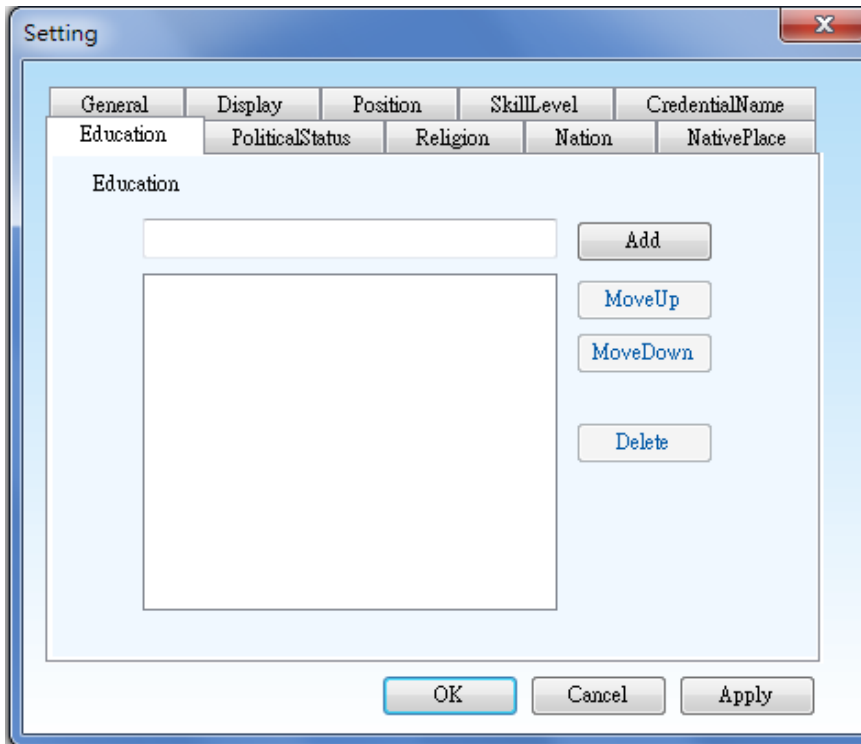 Setting
General Display Position SkillLevel CredentialName
Education PoliticalStatus Religion Nation NativePlace
Education
Add
MoveUp
MoveDown
Delete
OK Cancel Apply